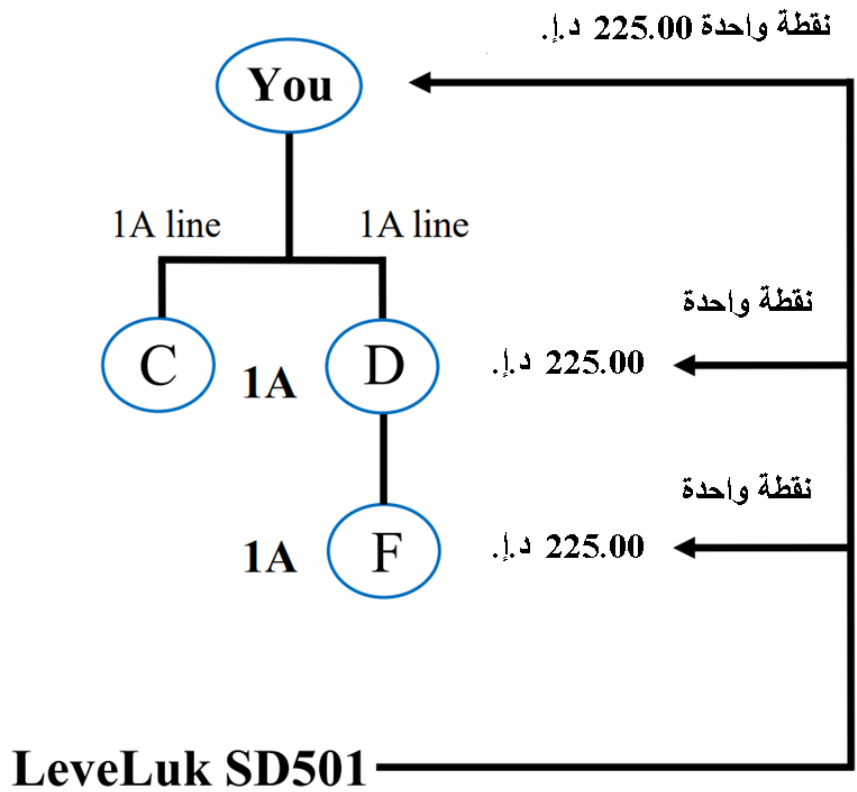 نقطة واحدة 225.00 د.إ.
You
1A line
1A line
نقطة واحدة
C
1A
D
225.00 د.إ.
نقطة واحدة
1A
F
225.00 د.إ.
LeveLuk SD501